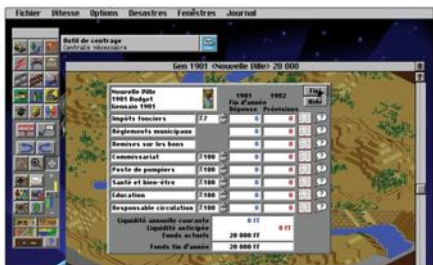 Fichier Vitesse Options Desastres Fenêtres Journal
Outil de centrage
Centrale nécessaire
Gen 1901 <Nouvelle Ville> 20 000
Nouvelle Ville
1901 Budget
Gennain 1901
1901 1902
Fin d'année
Dépense Prévisions
Fini
Aide
Impôts fonciers %7 0 0 ?
Réglements municipaux 0 0 ?
Remises sur les bons 0 0 ?
Commissariat %100 0 0 ?
Poste de pompiers %100 0 0 ?
Santé et bien-être %100 0 0 ?
Education %100 0 0 ?
Responsable circulation %100 0 0 ?
Liquidité annuelle courante 0 FF
Liquidité anticipée 0 FF
Fonds actuels 20 000 FF
Fonds fin d'année 20 000 FF